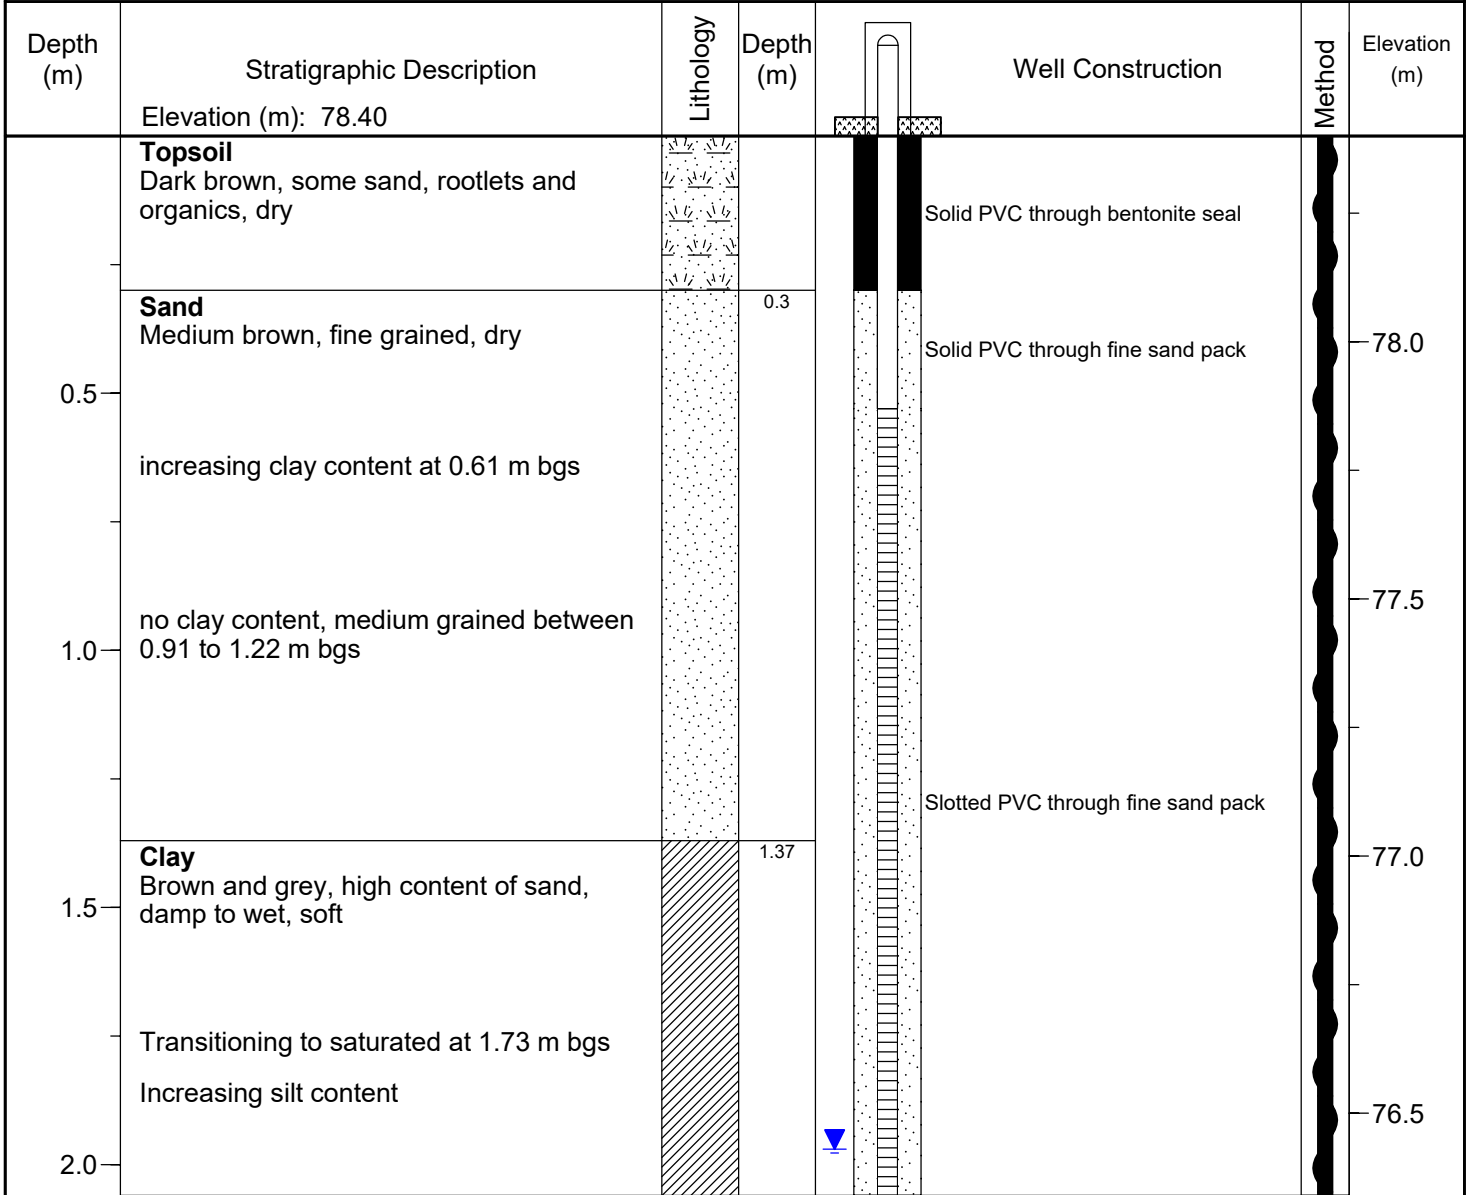 Depth
(m)
Stratigraphic Description
Elevation (m): 78.40
Lithology
Depth
(m)
Well Construction
Method
Elevation
(m)
Topsoil
Dark brown, some sand, rootlets and
organics, dry
Solid PVC through bentonite seal
Sand
0.3
Medium brown, fine grained, dry
Solid PVC through fine sand pack
78.0
0.5
increasing clay content at 0.61 m bgs
77.5
no clay content, medium grained between
0.91 to 1.22 m bgs
1.0
Slotted PVC through fine sand pack
Clay
1.37
77.0
Brown and grey, high content of sand,
damp to wet, soft
1.5
Transitioning to saturated at 1.73 m bgs
Increasing silt content
76.5
2.0